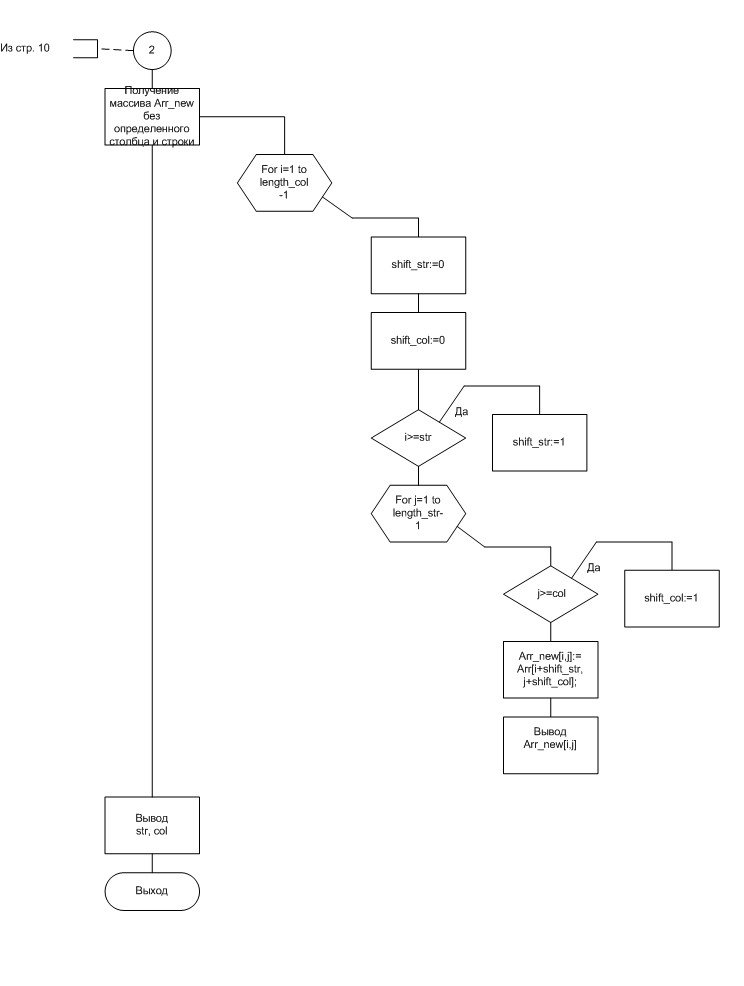 Из стр. 10
2
Получение
массива Arr_new
без
определенного
столбца и строки
For i=1 to
length_col
-1
shift_str:=0
shift_col:=0
Да
i>=str
shift_str:=1
For j=1 to
length_str-
1
Да
j>=col
shift_col:=1
Arr_new[i,j]:=
Arr[i+shift_str,
j+shift_col];
Вывод
Arr_new[i,j]
Вывод
str, col
Выход